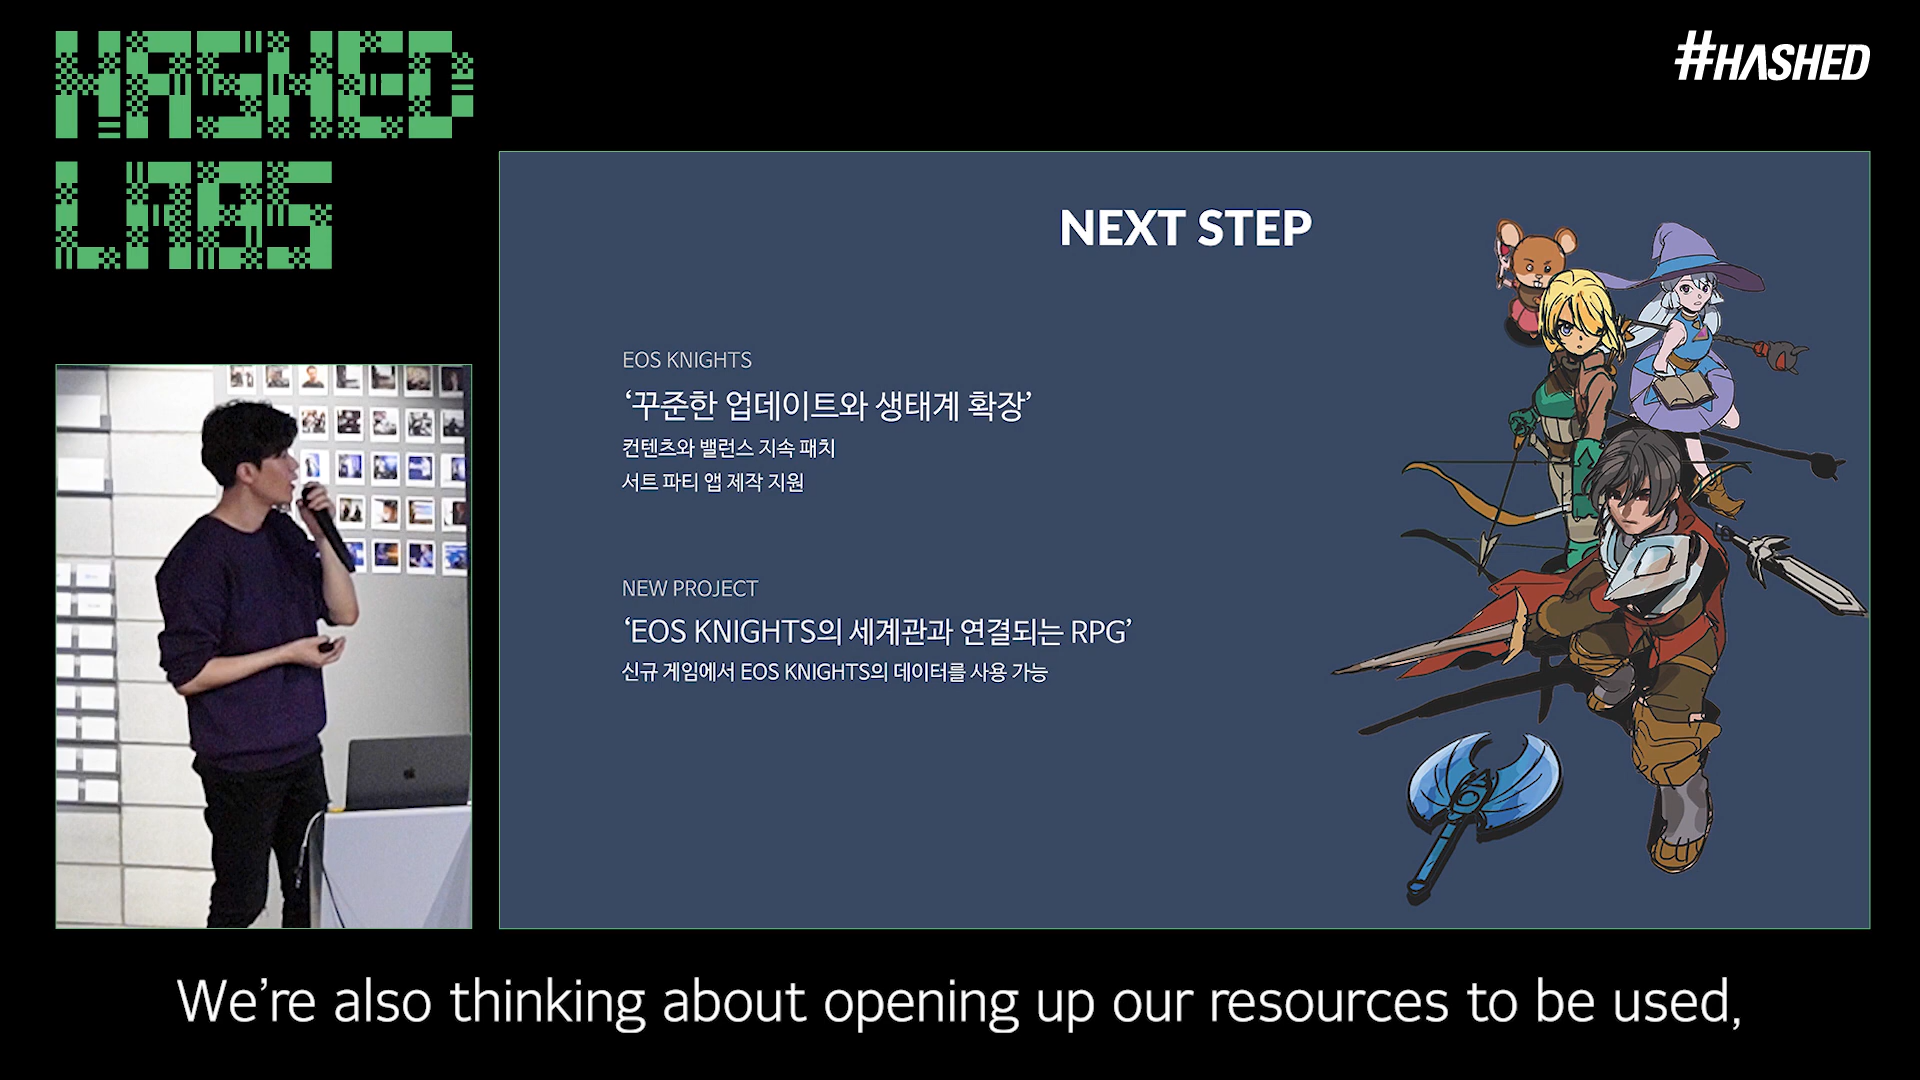 HASHED
LABS
#HASHED
NEXT STEP
EOS KNIGHTS
‘꾸준한 업데이트와 생태계 확장’
컨텐츠와 밸런스 지속 패치
서트 파티 앱 제작 지원
NEW PROJECT
‘EOS KNIGHTS의 세계관과 연결되는 RPG’
신규 게임에서 EOS KNIGHTS의 데이터를 사용 가능
We’re also thinking about opening up our resources to be used,